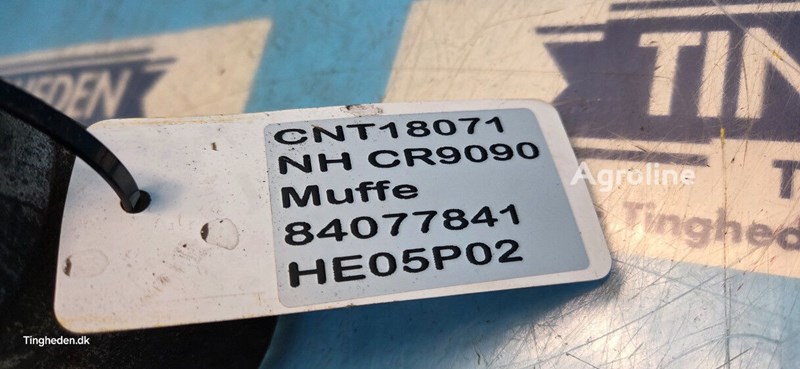 CNT18071
NH CR9090
Muffe
84077841
HE05P02
Agroline
Tingheden.dk